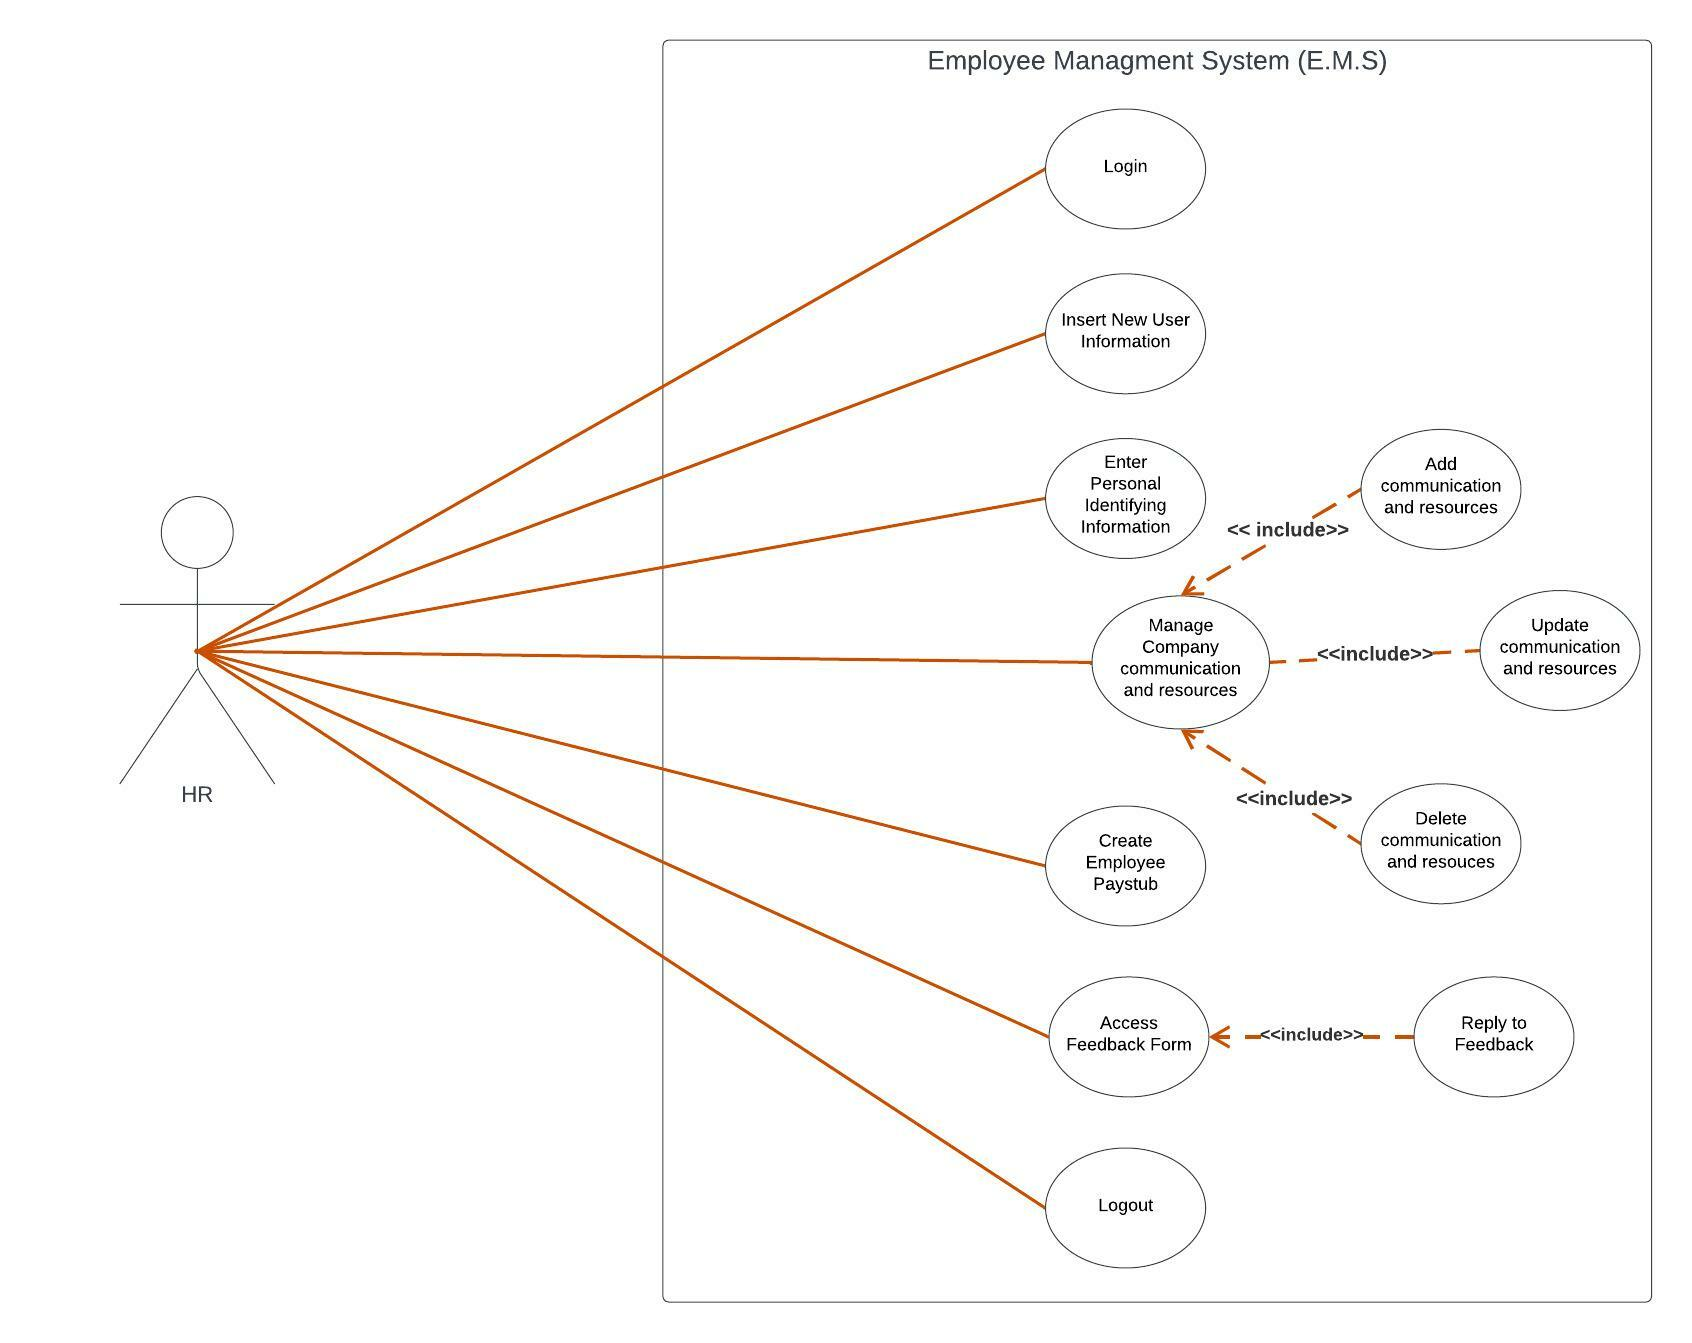 Employee Managment System (E.M.S)
Login
Insert New User
Information
Enter
Personal
Identifying
Information
Add
communication
and resources
<< include>>
Manage
Company
communication
and resources
<<include>>
Update
communication
and resources
<<include>>
Delete
communication
and resouces
HR
Create
Employee
Paystub
Access
Feedback Form
<<include>>
Reply to
Feedback
Logout